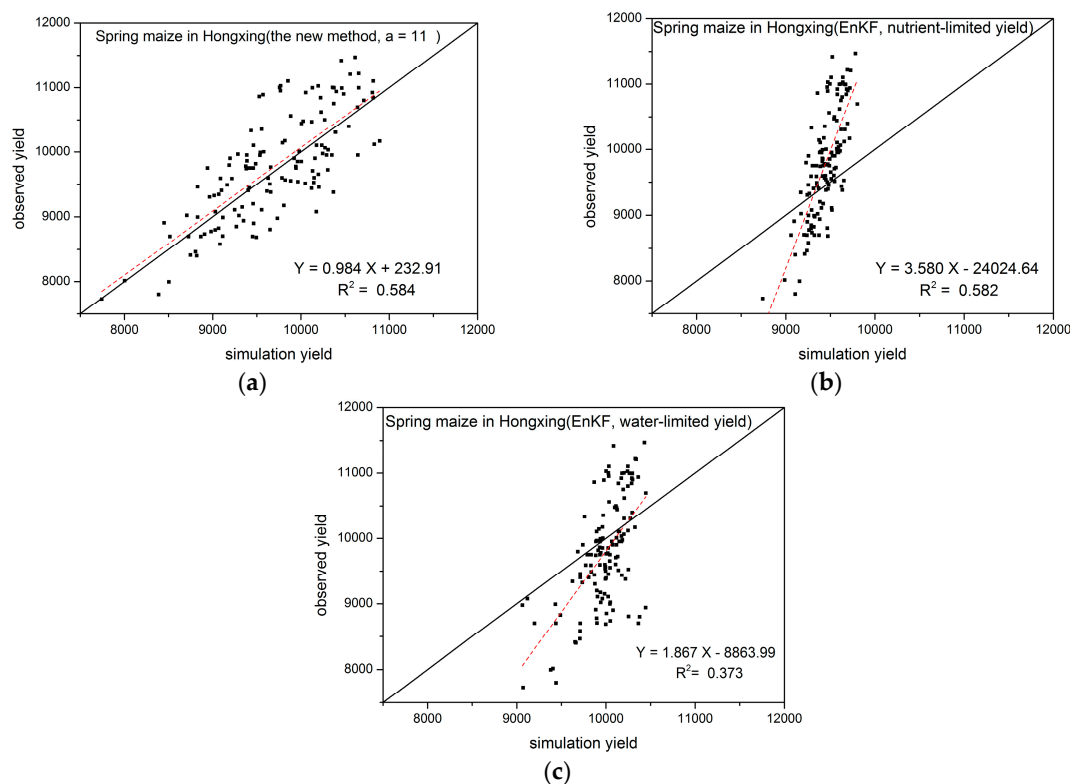 12000
11000
10000
9000
8000
observed yield
Spring maize in Hongxing(the new method, a = 11 )
Y = 0.984 X + 232.91
R² = 0.584
8000 9000 10000 11000 12000
simulation yield
(a)
12000
11000
10000
9000
8000
observed yield
Spring maize in Hongxing(EnKF, nutrient-limited yield)
Y = 3.580 X - 24024.64
R² = 0.582
8000 9000 10000 11000 12000
simulation yield
(b)
12000
11000
10000
9000
8000
observed yield
Spring maize in Hongxing(EnKF, water-limited yield)
Y = 1.867 X - 8863.99
R²= 0.373
8000 9000 10000 11000 12000
simulation yield
(c)